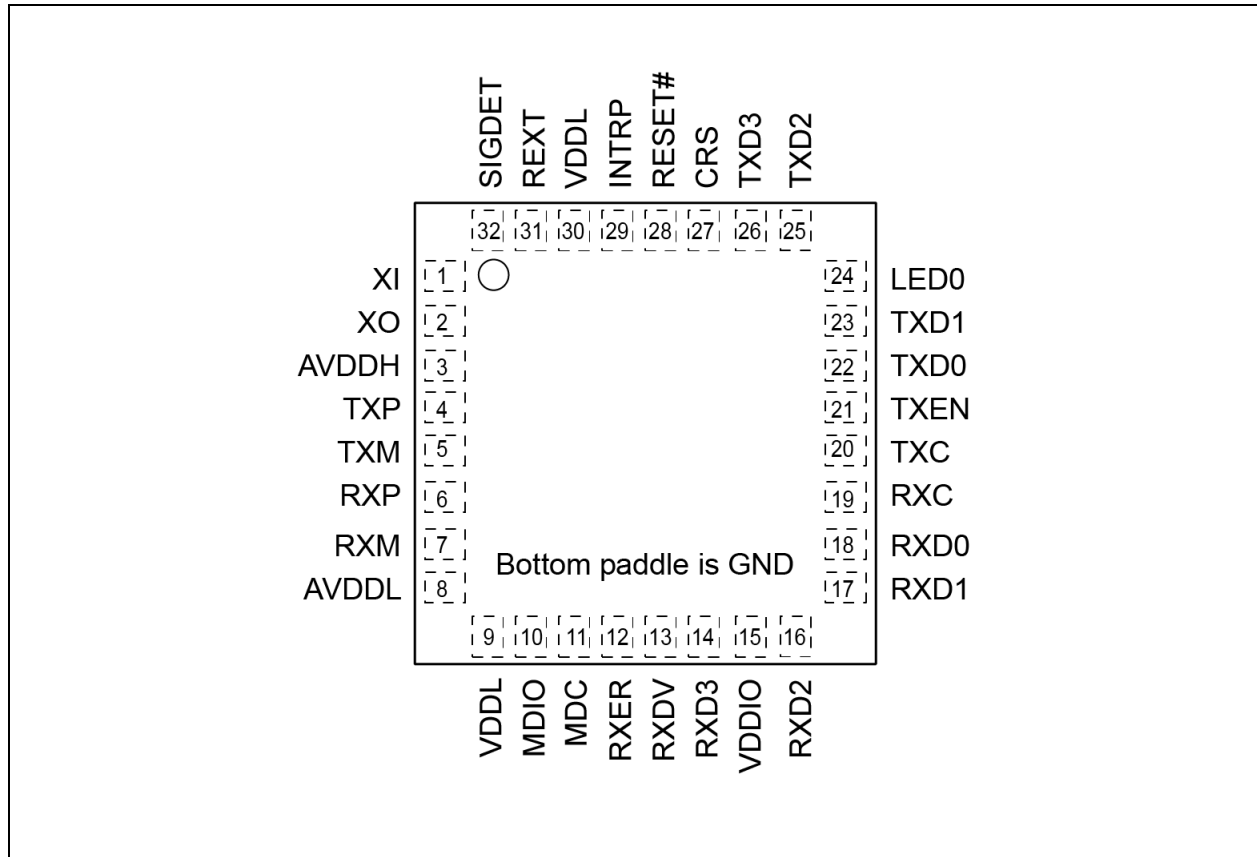 SIGDET
REXT
VDDL
INTRP
RESET#
CRS
TXD3
TXD2
32 31 30 29 28 27 26 25
XI 1 24 LED0
XO 2 23 TXD1
AVDDH 3 22 TXD0
TXP 4 21 TXEN
TXM 5 20 TXC
RXP 6 19 RXC
RXM 7 18 RXD0
Bottom paddle is GND
AVDDL 8 17 RXD1
9 10 11 12 13 14 15 16
VDDL
MDIO
MDC
RXER
RXDV
RXD3
VDDIO
RXD2